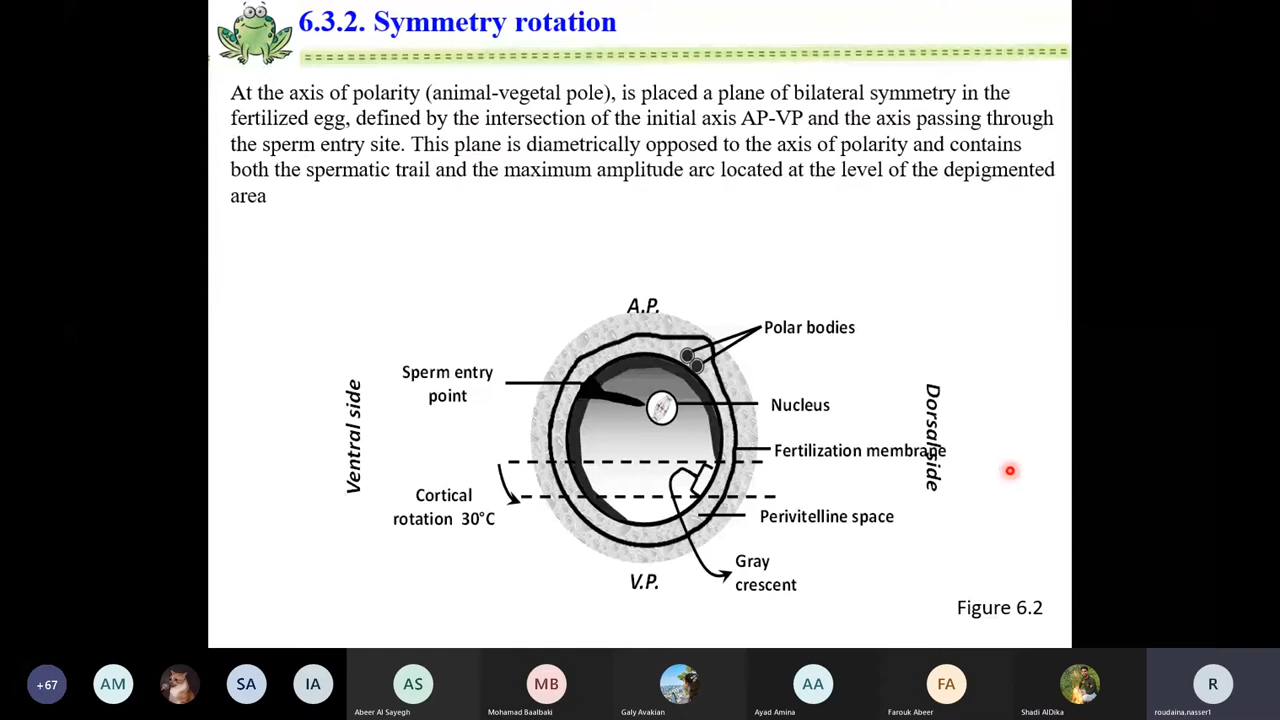 6.3.2. Symmetry rotation
At the axis of polarity (animal-vegetal pole), is placed a plane of bilateral symmetry in the
fertilized egg, defined by the intersection of the initial axis AP-VP and the axis passing through
the sperm entry site. This plane is diametrically opposed to the axis of polarity and contains
both the spermatic trail and the maximum amplitude arc located at the level of the depigmented
area
A.P.
Polar bodies
Sperm entry
point
Nucleus
Ventral side
Dorsal side
Fertilization membrane
Cortical
rotation 30°C
Perivitelline space
Gray
crescent
V.P.
Figure 6.2
+67
AM
SA
IA
AS
MB
AA
FA
R
Abeer Al Sayegh
Mohamad Baalbaki
Galy Avakian
Ayad Amina
Farouk Abeer
Shadi AlDika
roudaina.nasser1